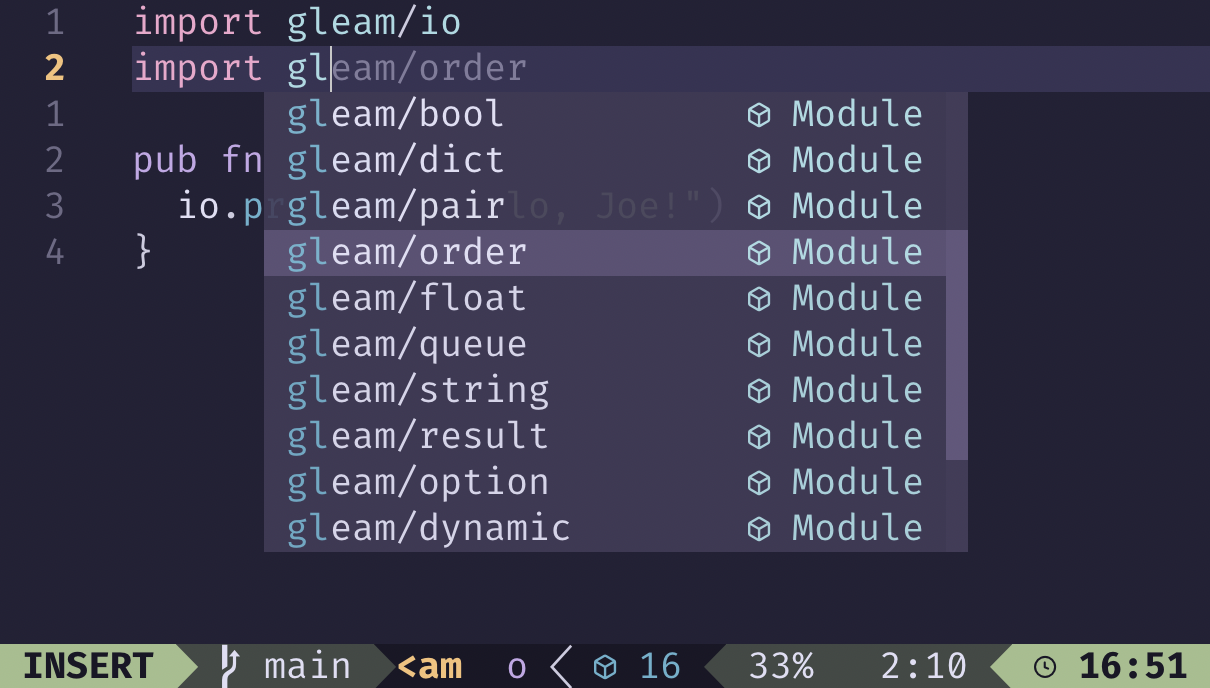 1 import gleam/io
2 import gleam/order
1 gleam/bool Module
2 pub fn gleam/dict Module
3 io.pr gleam/pair lo, Joe!") Module
4 } gleam/order Module
gleam/float Module
gleam/queue Module
gleam/string Module
gleam/result Module
gleam/option Module
gleam/dynamic Module
INSERT main <am o 16 33% 2:10 16:51